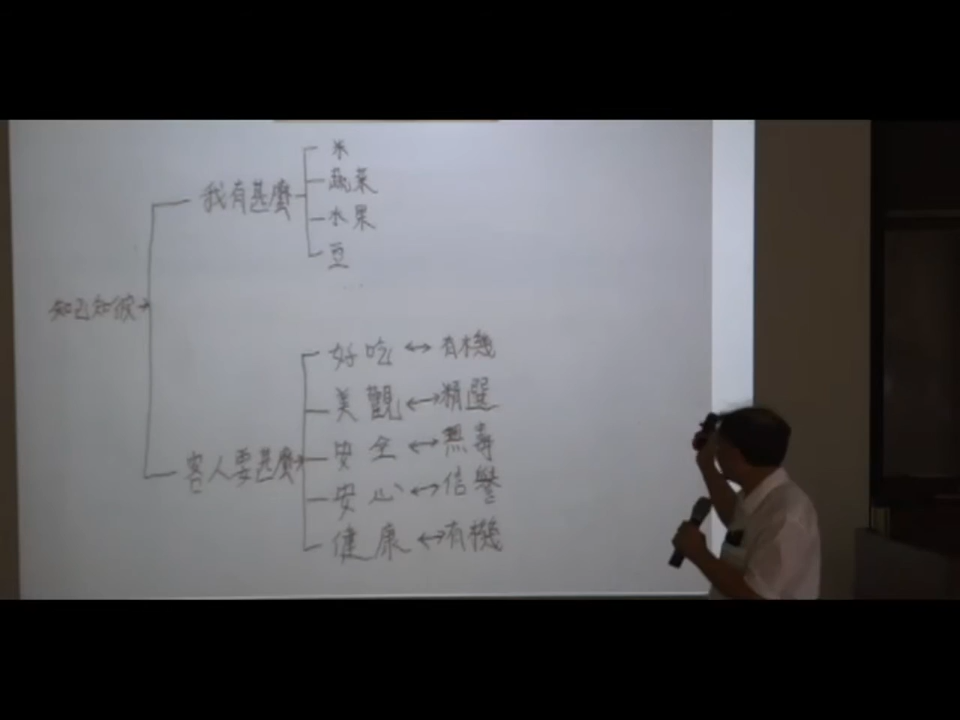 知己知彼
我有甚麼
米
蔬菜
水果
豆
客人要甚麼
好吃↔有機
美觀↔精選
安全↔無毒
安心↔信譽
健康↔有機